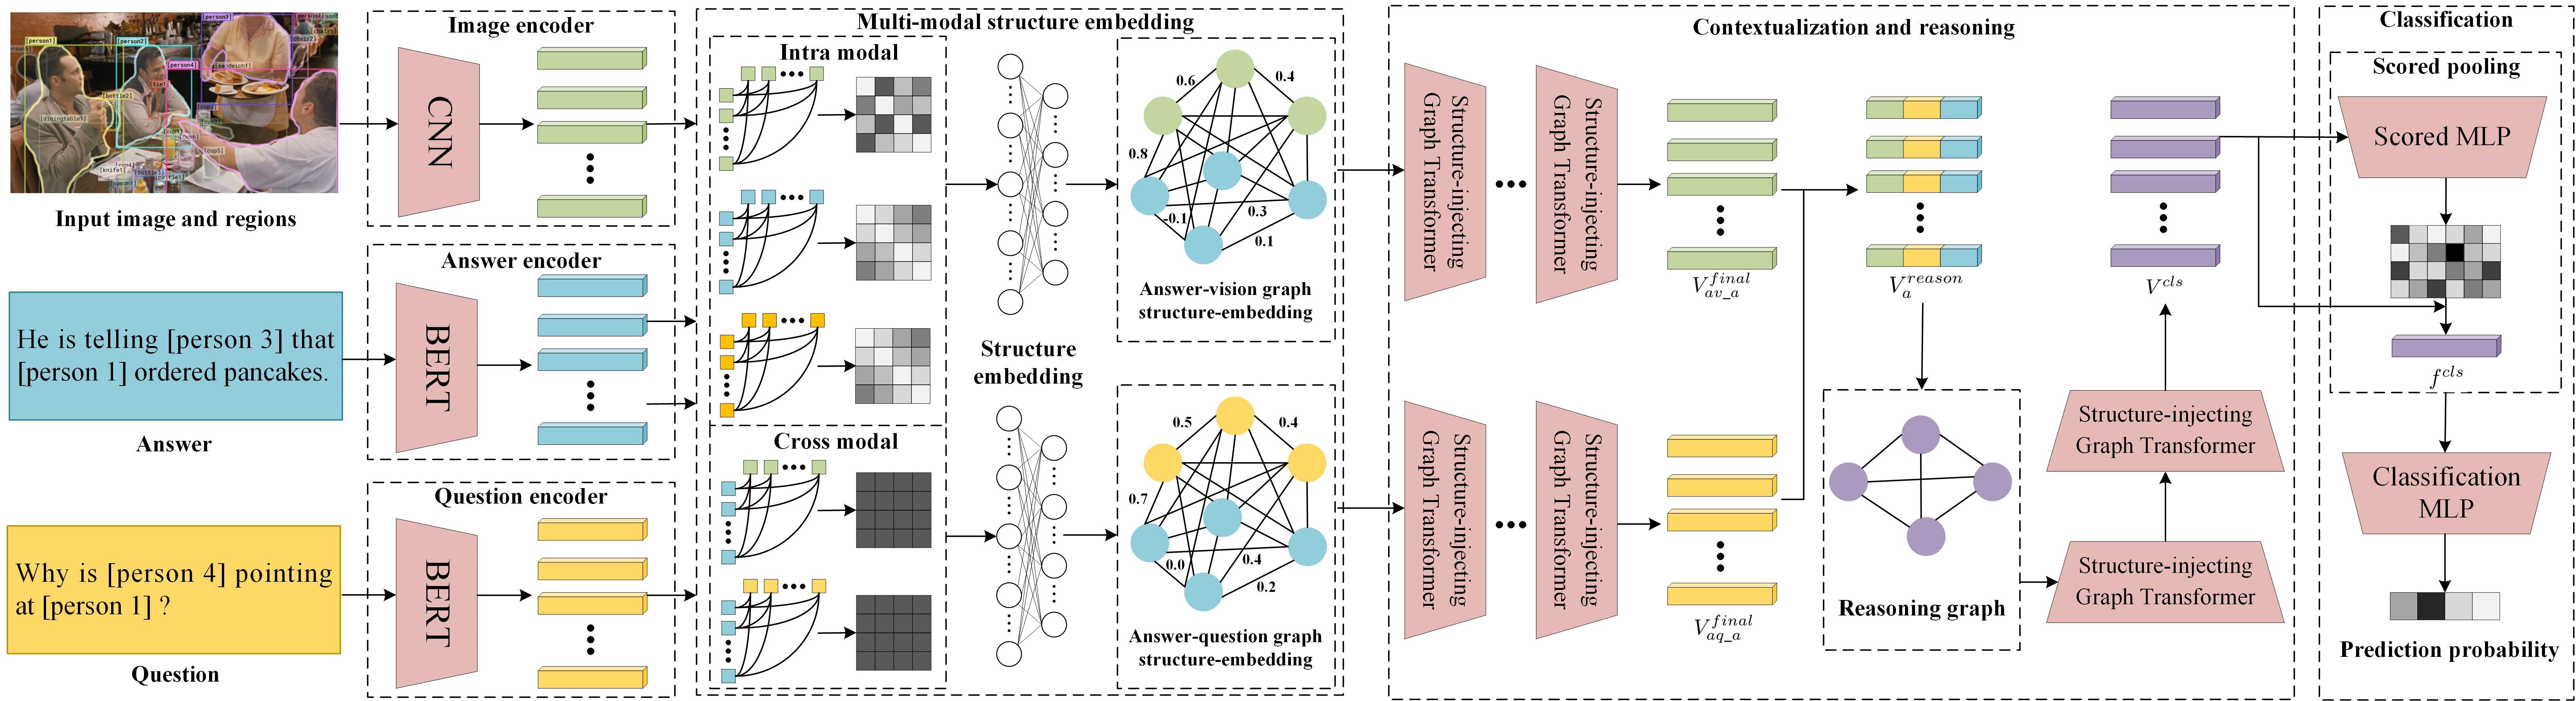 Input image and regions
[person1]
[person2]
[person3]
[person4]
[bottle2]
[diningtable1]
[tie1]
[sandwich1]
[cup5]
[knife1]
He is telling [person 3] that
[person 1] ordered pancakes.
Answer
Why is [person 4] pointing
at [person 1] ?
Question
Image encoder
CNN
Answer encoder
BERT
Question encoder
BERT
Multi-modal structure embedding
Intra modal
Cross modal
Structure
embedding
0.6
0.4
0.8
-0.1
0.3
0.1
Answer-vision graph
structure-embedding
0.5
0.4
0.7
0.0
0.4
0.2
Answer-question graph
structure-embedding
Contextualization and reasoning
Structure-injecting
Graph Transformer
Structure-injecting
Graph Transformer
V_{av_a}^{final}
V_a^{reason}
V^{cls}
Structure-injecting
Graph Transformer
Structure-injecting
Graph Transformer
V_{aq_a}^{final}
Reasoning graph
Structure-injecting
Graph Transformer
Structure-injecting
Graph Transformer
Classification
Scored pooling
Scored MLP
f^{cls}
Classification
MLP
Prediction probability